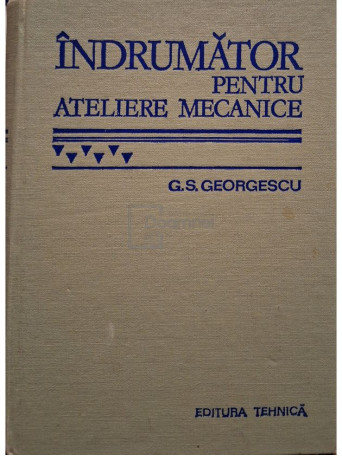 ÎNDRUMĂTOR
PENTRU
ATELIERE MECANICE
G.S. GEORGESCU
EDITURA TEHNICĂ